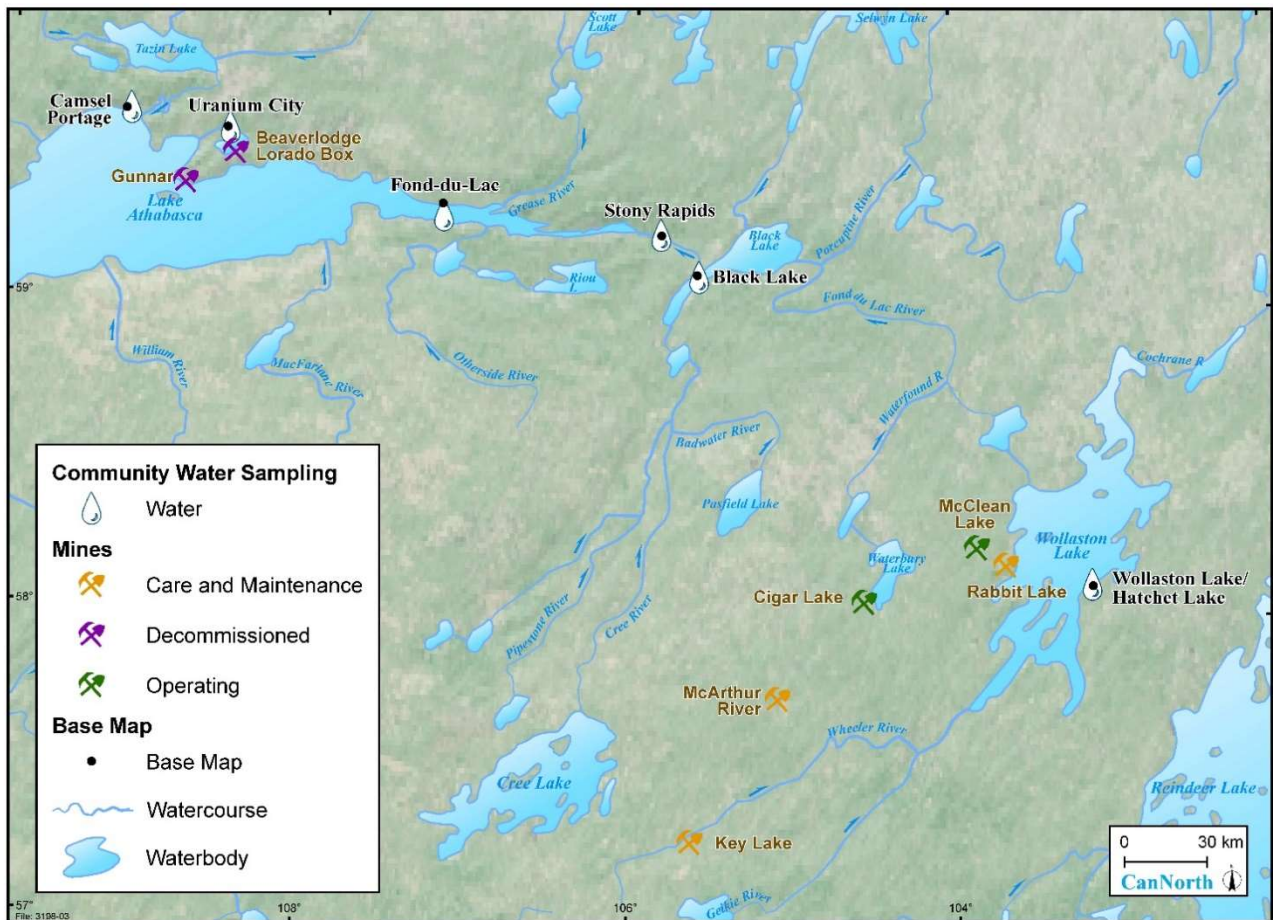 Scott
Lake
Selwyn Lake
Tazin Lake
Camsel
Portage
Uranium City
Beaverlodge
Lorado Box
Gunnar
Lake
Athabasca
Fond-du-Lac
Grease River
Stony Rapids
Black
Lake
Porcupine River
Black Lake
Riou
L.
59°
Fond du Lac River
William River
MacFarlane River
Otherside River
Cochrane R
Waterfound R
Badwater River
Pasfield Lake
McClean
Lake
Wollaston
Lake
Waterbury
Lake
Rabbit Lake
Wollaston Lake/
Hatchet Lake
Cigar Lake
58°
Pipestone River
Cree River
McArthur
River
Wheeler River
Cree Lake
Reindeer Lake
Key Lake
Geikie River
Community Water Sampling
Water
Mines
Care and Maintenance
Decommissioned
Operating
Base Map
Base Map
Watercourse
Waterbody
0 30 km
CanNorth
57°
File: 3198-03
108°
106°
104°